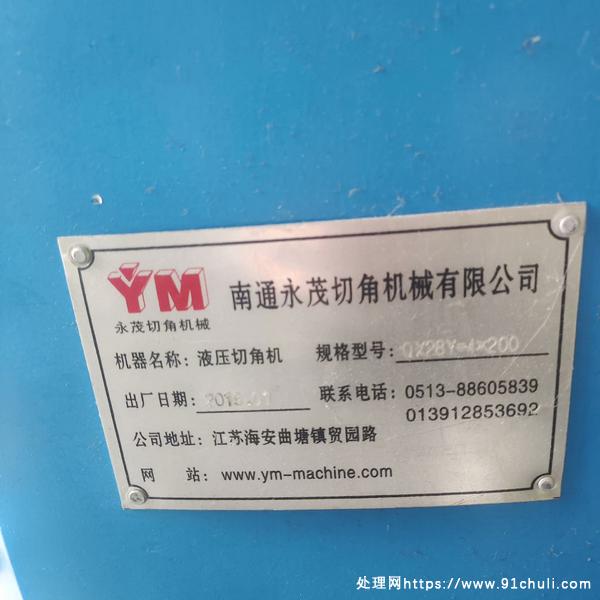 YM
永茂切角机械
南通永茂切角机械有限公司
机器名称：液压切角机 规格型号：QX28Y-4×200
出厂日期：
联系电话：0513-88605839
013912853692
公司地址：江苏海安曲塘镇贸园路
网 站：www.ym-machine.com
处理网https://www.91chuli.com/